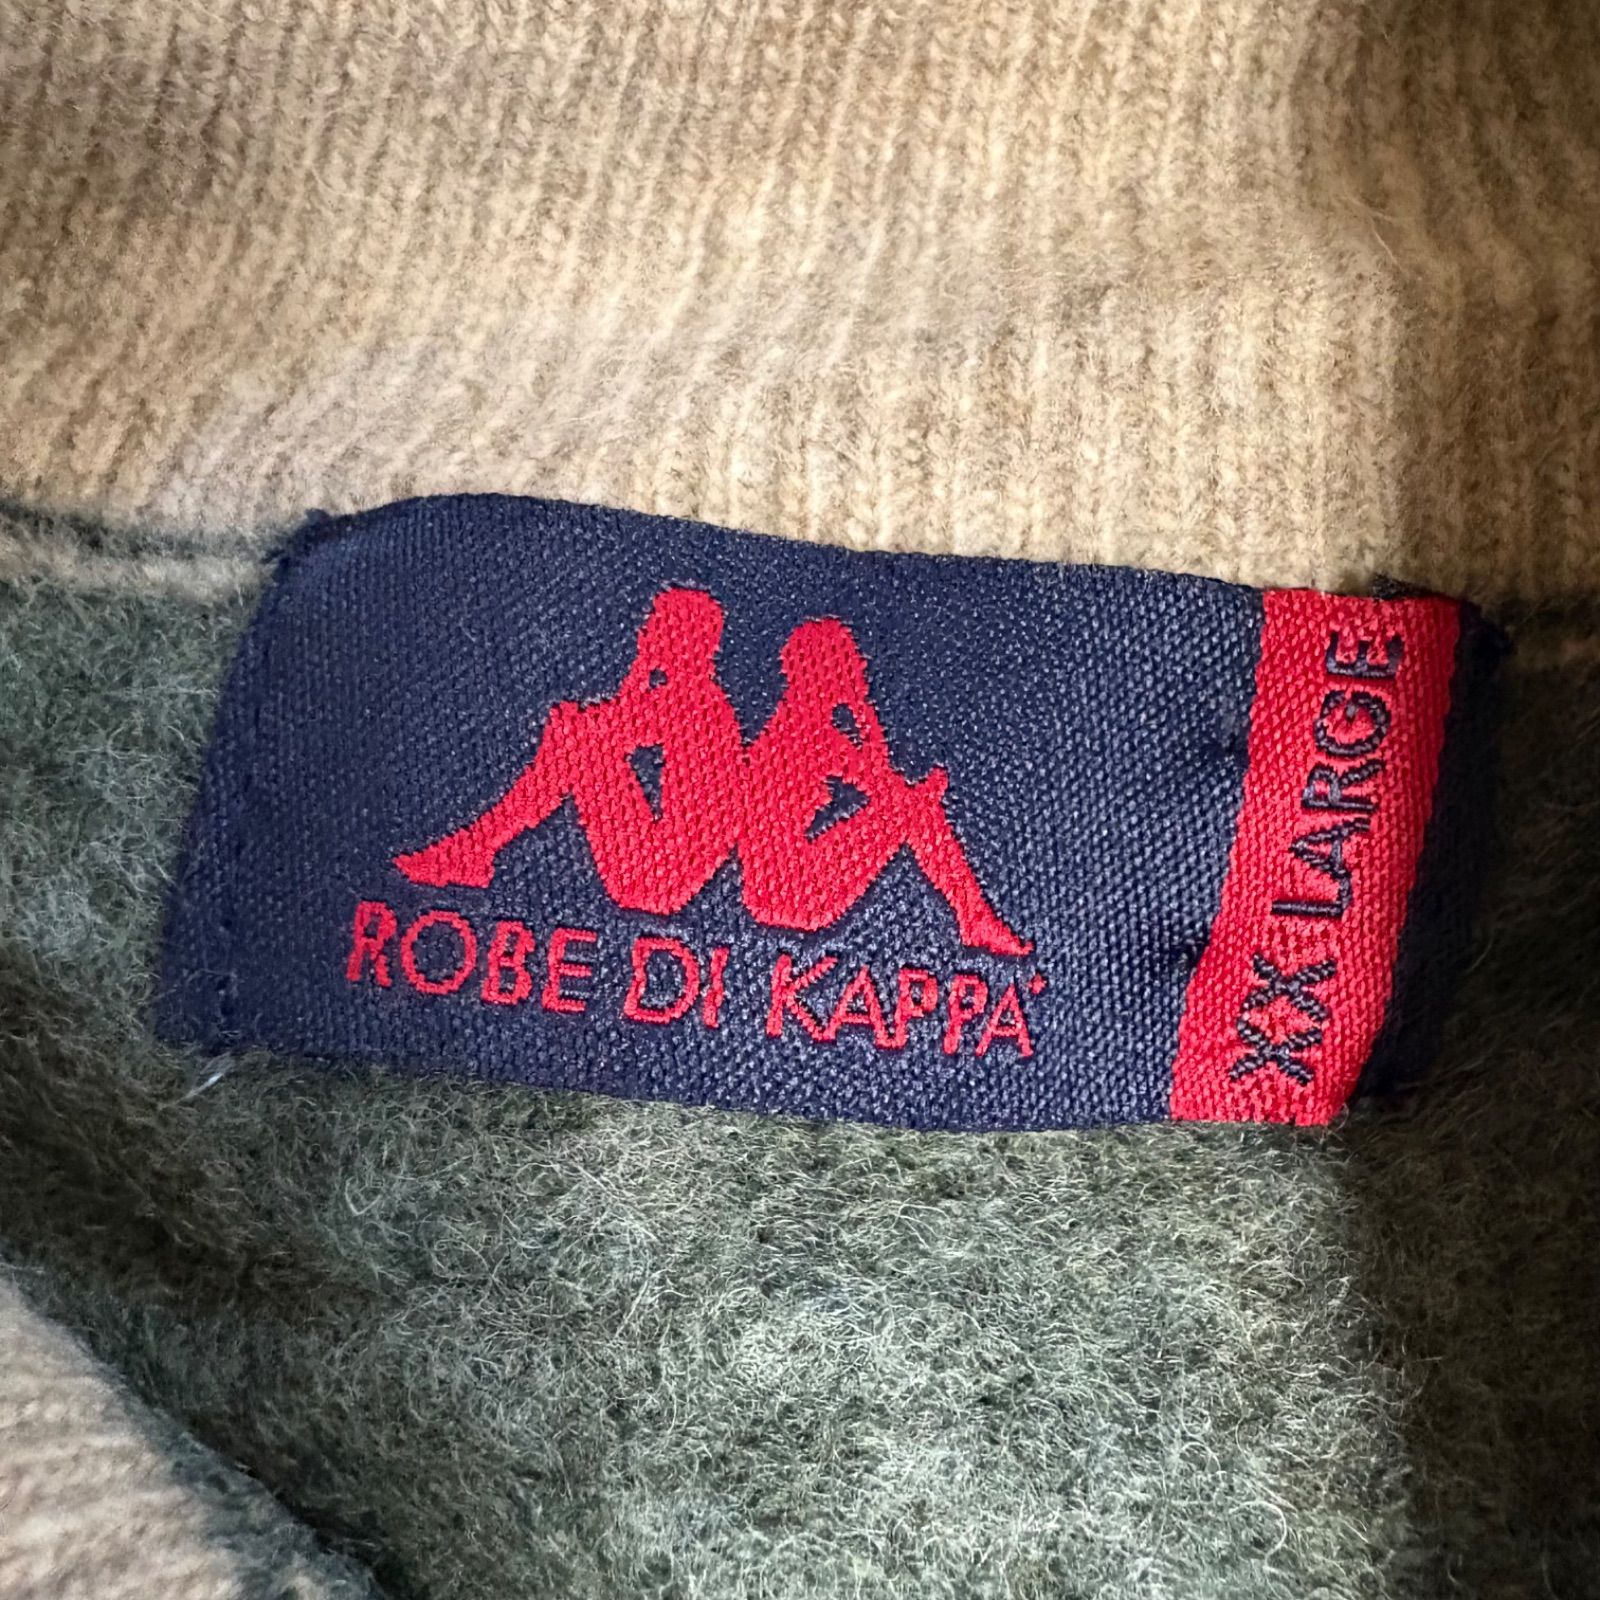 ROBE DI KAPPA
XX LARGE